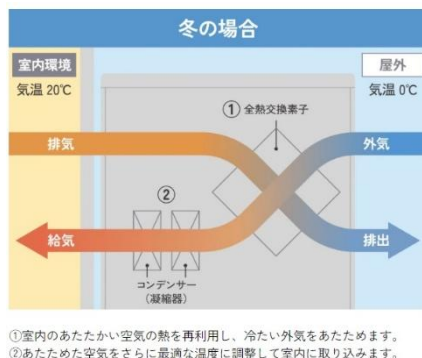 冬の場合
室内環境
気温 20℃
屋外
気温 0℃
① 全熱交換素子
排気
外気
②
給気
排出
コンデンサー
(凝縮器)
①室内のあたたかい空気の熱を再利用し、冷たい外気をあたためます。
②あたためた空気をさらに最適な温度に調整して室内に取り込みます。